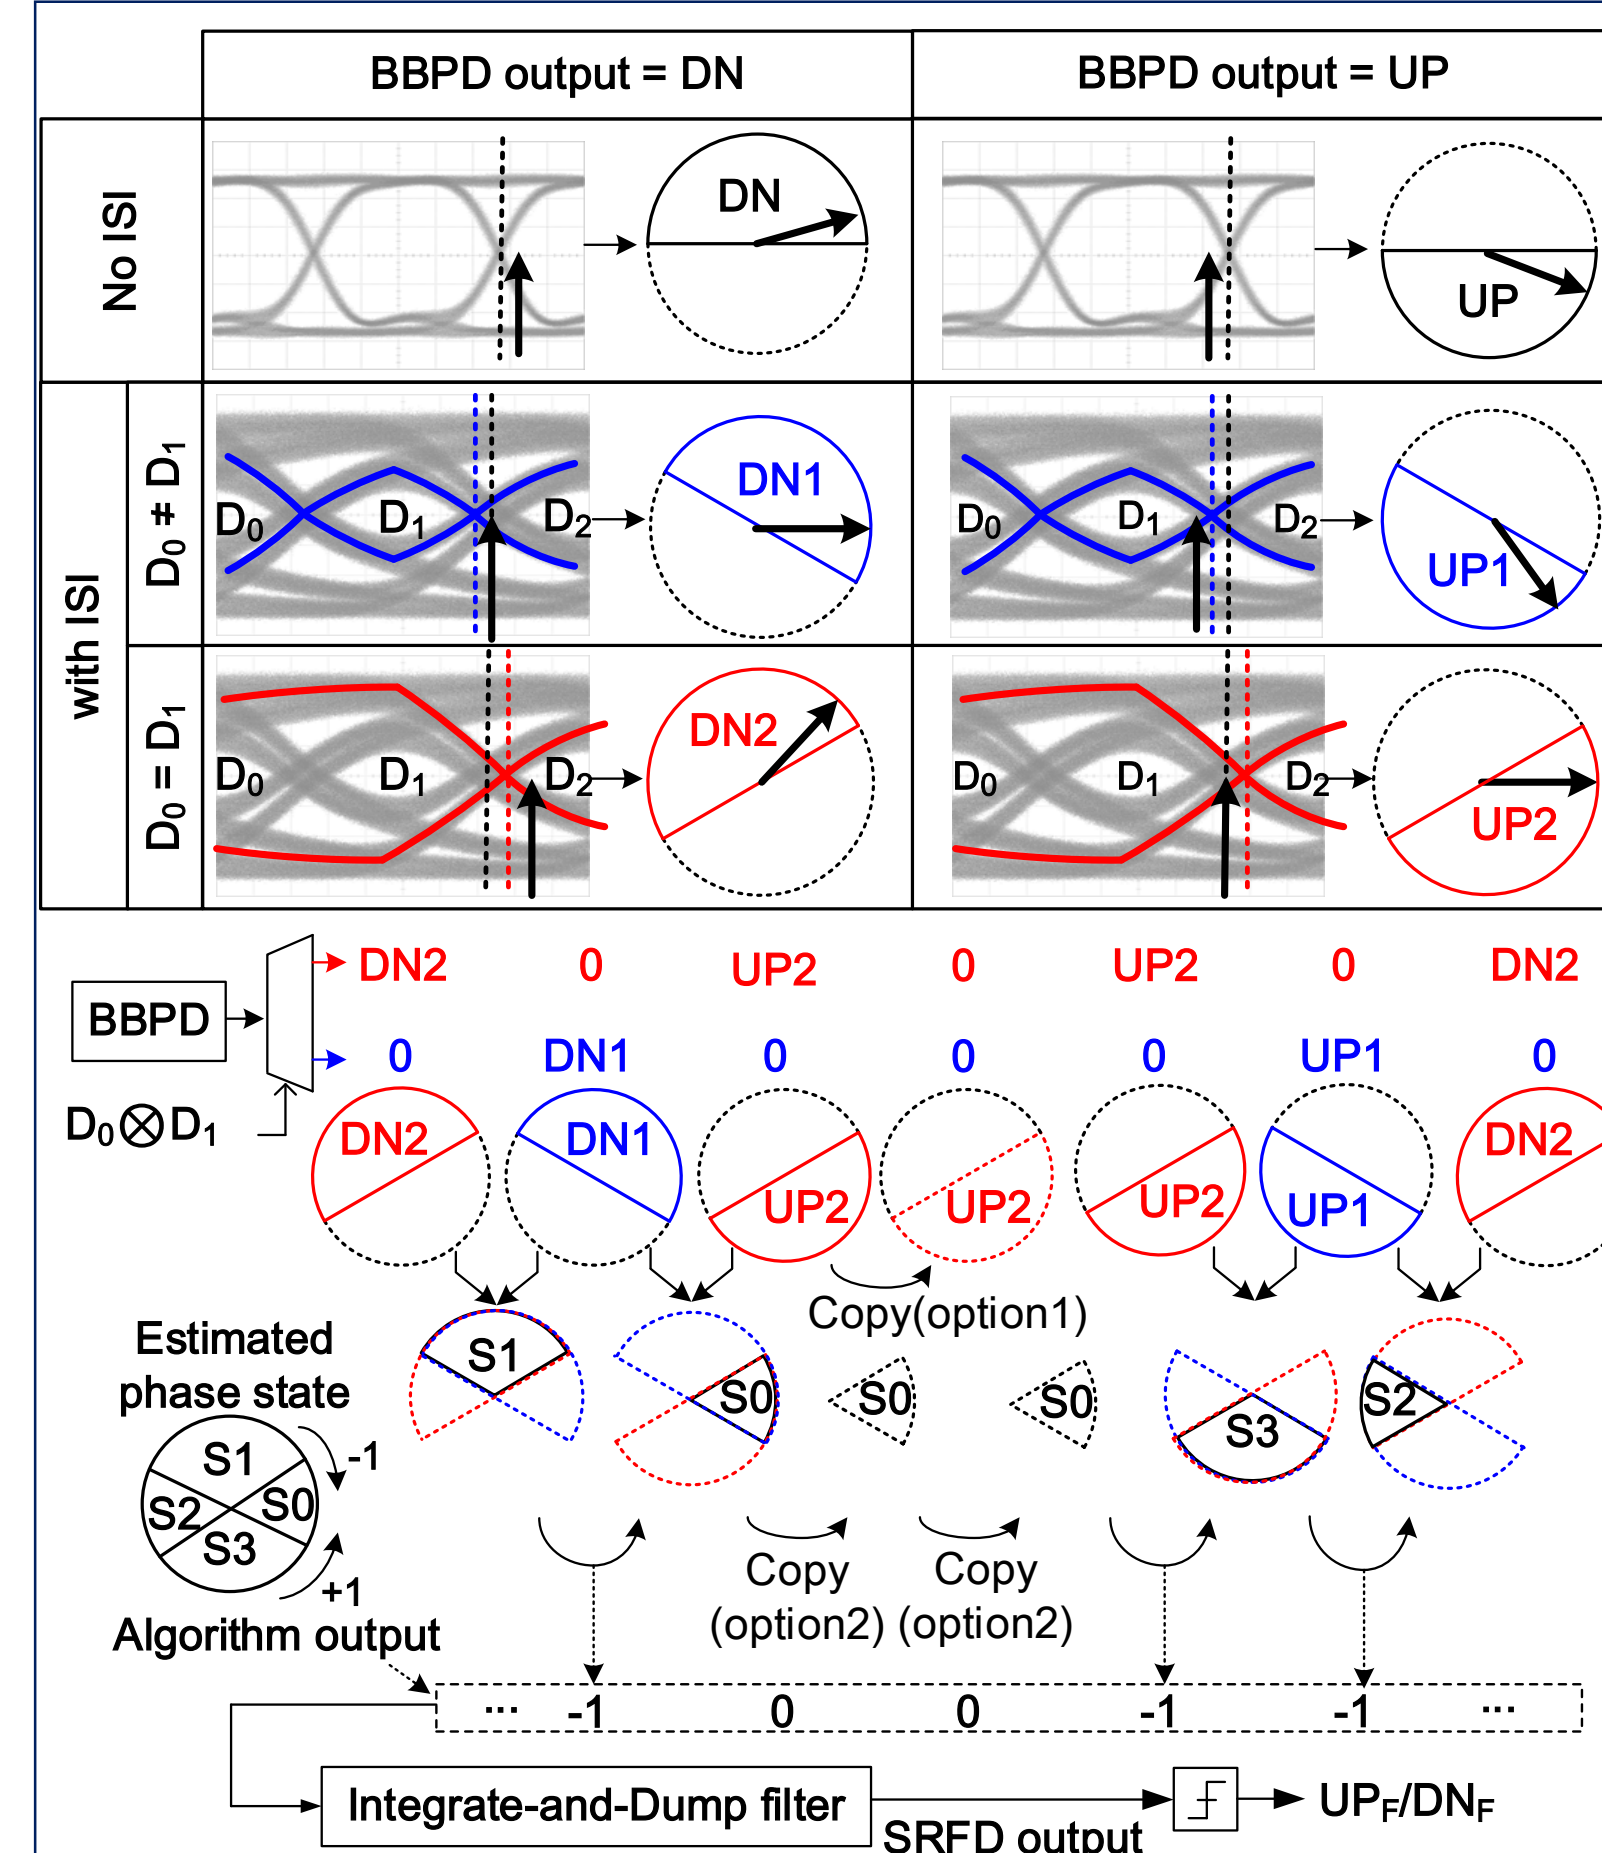 BBPD output = DN
BBPD output = UP
No ISI
DN
UP
with ISI
D0 ≠ D1
D0
D1
D2
DN1
D0
D1
D2
UP1
D0 = D1
D0
D1
D2
DN2
D0
D1
D2
UP2
BBPD
DN2 0 UP2 0 UP2 0 DN2
0 DN1 0 0 0 UP1 0
D0⊗D1
DN2 DN1 UP2 UP2 UP2 UP1 DN2
Copy(option1)
Estimated
phase state
S1 S0 S0 S0 S3 S2
S1
S2
S0
S3
-1
+1
Copy
(option2)
Copy
(option2)
Algorithm output
... -1 0 0 -1 -1 ...
Integrate-and-Dump filter
SRFD output
UPF/DNF